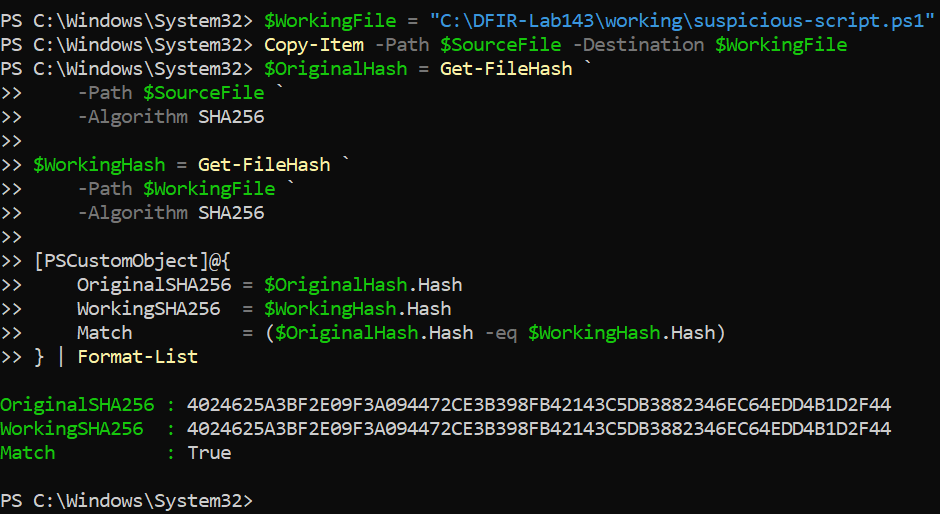 PS C:\Windows\System32> $WorkingFile = "C:\DFIR-Lab143\working\suspicious-script.ps1"
PS C:\Windows\System32> Copy-Item -Path $SourceFile -Destination $WorkingFile
PS C:\Windows\System32> $OriginalHash = Get-FileHash `
>>     -Path $SourceFile `
>>     -Algorithm SHA256
>>
>> $WorkingHash = Get-FileHash `
>>     -Path $WorkingFile `
>>     -Algorithm SHA256
>>
>> [PSCustomObject]@{
>>     OriginalSHA256 = $OriginalHash.Hash
>>     WorkingSHA256  = $WorkingHash.Hash
>>     Match          = ($OriginalHash.Hash -eq $WorkingHash.Hash)
>> } | Format-List

OriginalSHA256 : 4024625A3BF2E09F3A094472CE3B398FB42143C5DB3882346EC64EDD4B1D2F44
WorkingSHA256  : 4024625A3BF2E09F3A094472CE3B398FB42143C5DB3882346EC64EDD4B1D2F44
Match          : True

PS C:\Windows\System32>